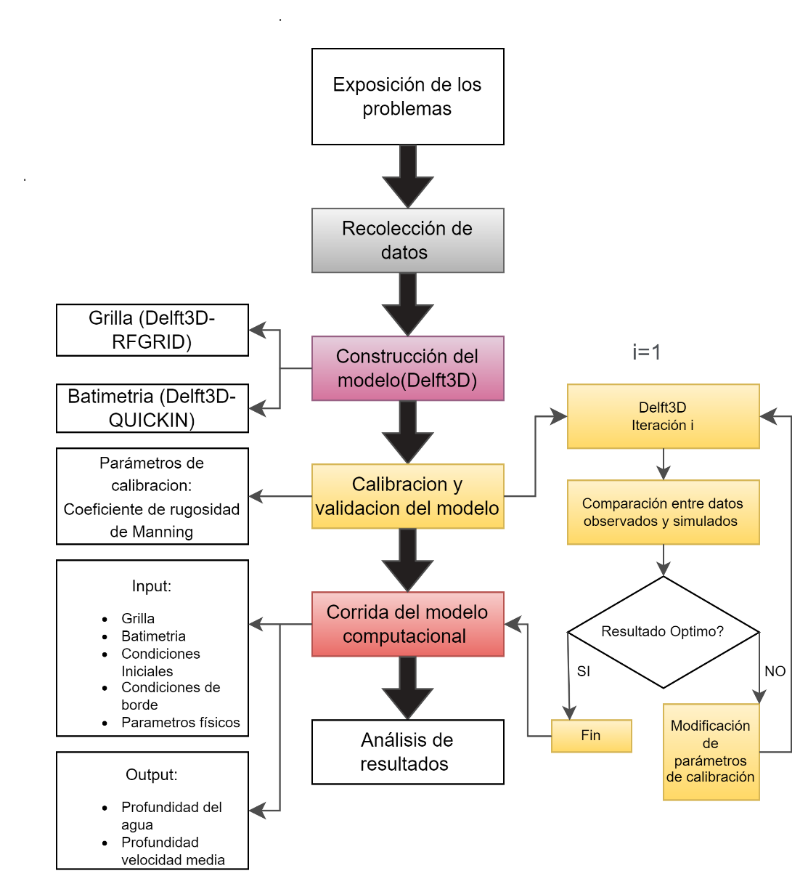 Exposición de los
problemas
Recolección de
datos
Grilla (Delft3D-
RFGRID)
Construcción del
modelo(Delft3D)
Batimetria (Delft3D-
QUICKIN)
i=1
Delft3D
Iteración i
Parámetros de
calibracion:
Coeficiente de rugosidad
de Manning
Calibracion y
validacion del modelo
Comparación entre datos
observados y simulados
Input:
• Grilla
• Batimetria
• Condiciones
Iniciales
• Condiciones de
borde
• Parametros físicos
Corrida del modelo
computacional
Resultado Optimo?
SI
NO
Fin
Modificación
de
parámetros
de calibración
Análisis de
resultados
Output:
• Profundidad del
agua
• Profundidad
velocidad media